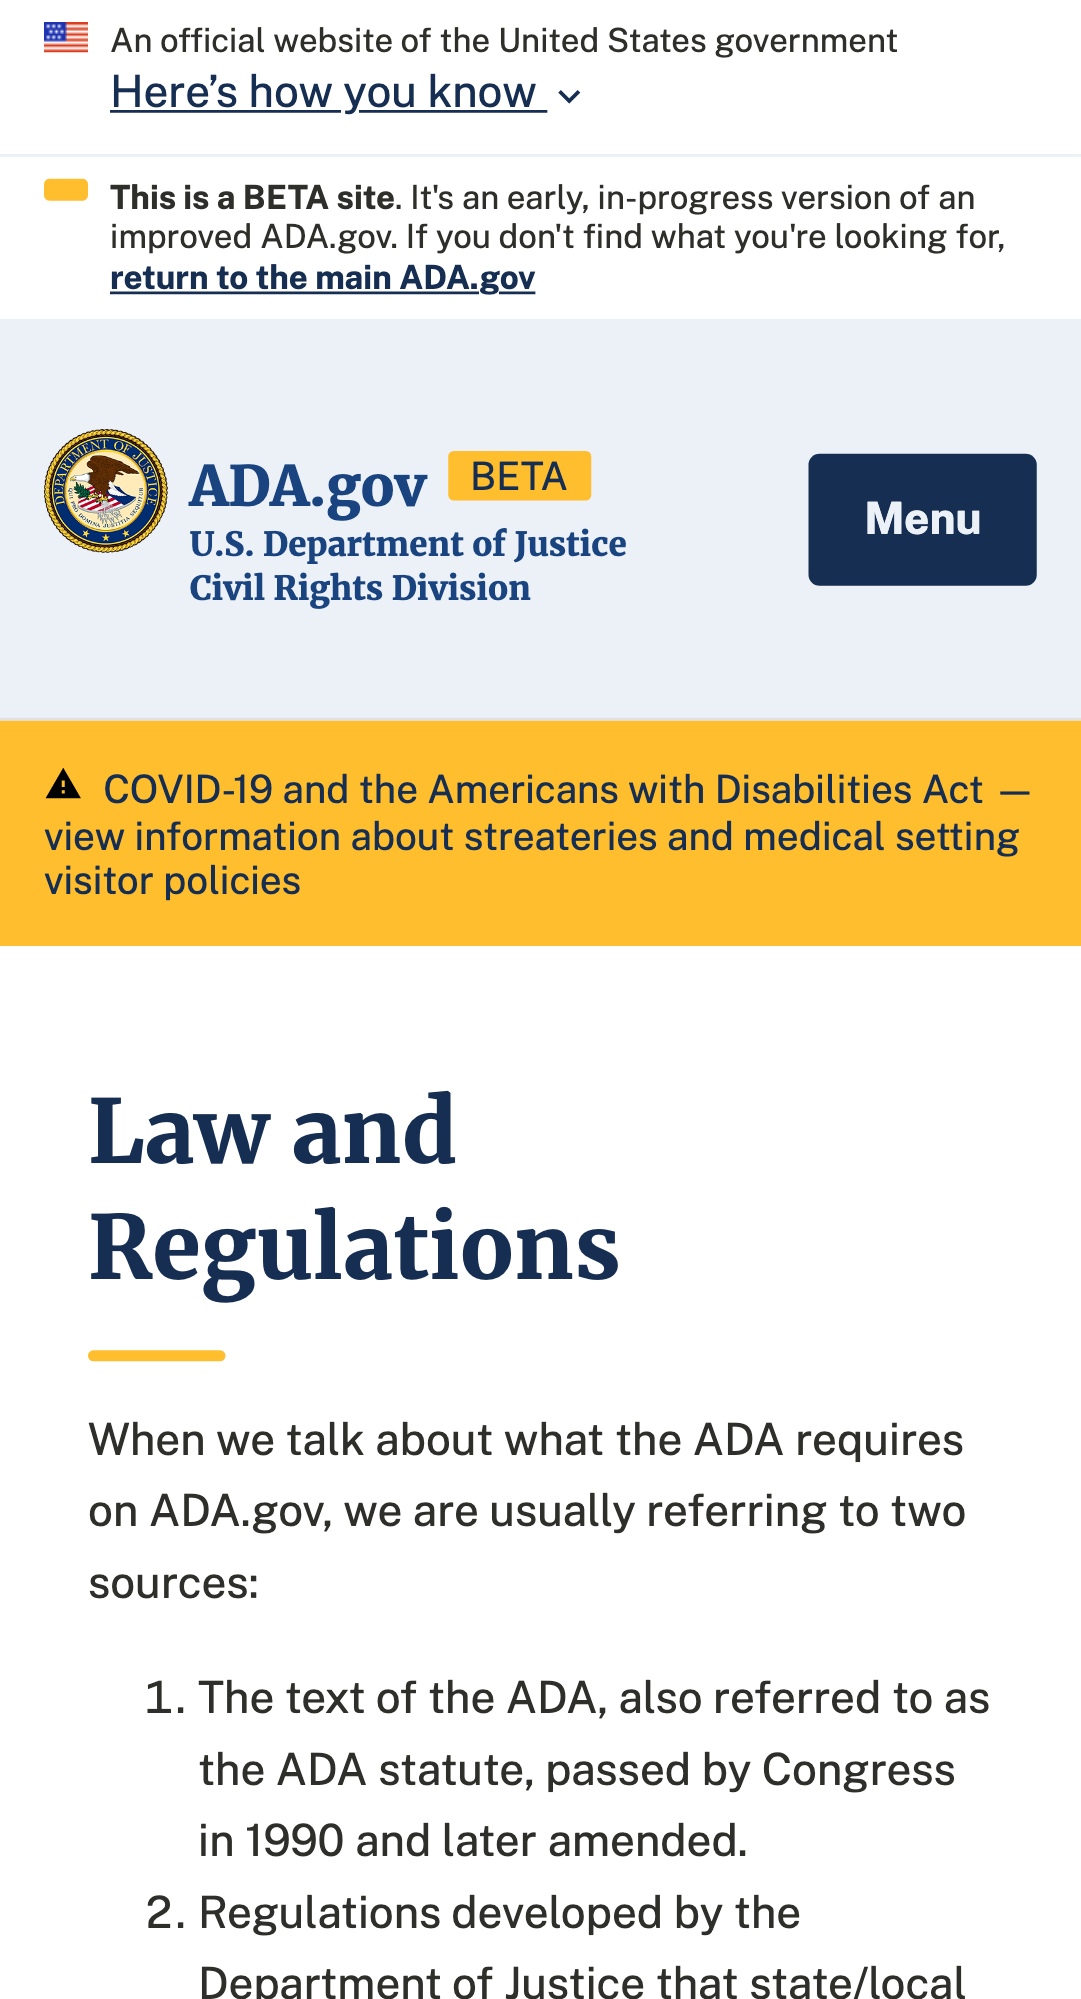 An official website of the United States government
Here’s how you know
This is a BETA site. It's an early, in-progress version of an
improved ADA.gov. If you don't find what you're looking for,
return to the main ADA.gov
DEPARTMENT OF JUSTICE
QUI PRO DOMINA JUSTITIA SEQUITUR
ADA.gov BETA
U.S. Department of Justice
Civil Rights Division
Menu
COVID-19 and the Americans with Disabilities Act —
view information about streateries and medical setting
visitor policies
Law and
Regulations
When we talk about what the ADA requires
on ADA.gov, we are usually referring to two
sources:
1. The text of the ADA, also referred to as
the ADA statute, passed by Congress
in 1990 and later amended.
2. Regulations developed by the
Department of Justice that state/local